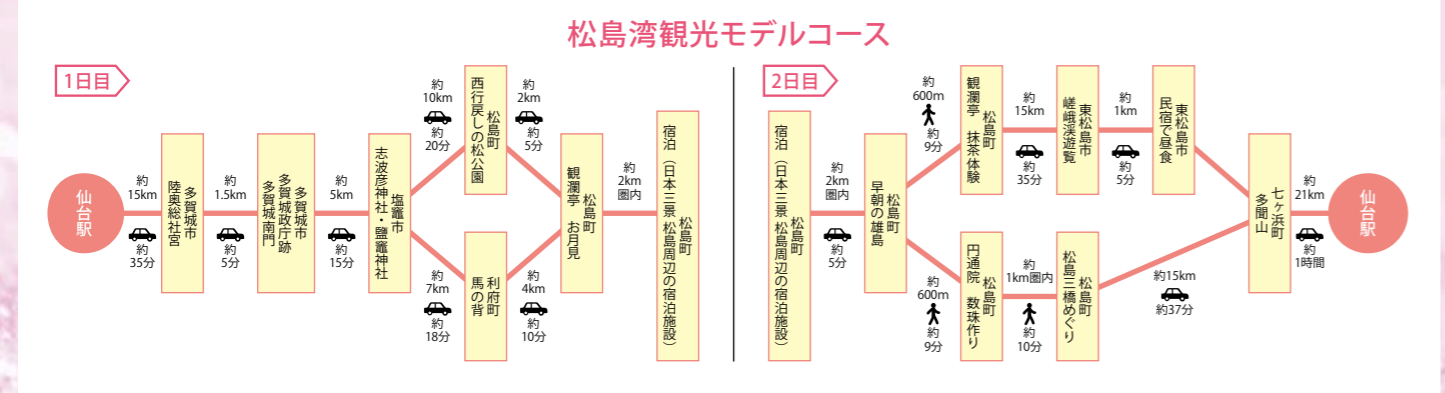 松島湾観光モデルコース
1日目
仙台駅
約
15km
約
35分
多賀城市
陸奥総社宮
約
1.5km
約
5分
多賀城市
多賀城政庁跡
多賀城南門
約
5km
約
15分
塩竈市
志波彦神社・鹽竈神社
約
10km
約
20分
松島町
西行戻しの松公園
約
2km
約
5分
約
7km
約
18分
利府町
馬の背
約
4km
約
10分
松島町
観瀾亭 お月見
約
2km
圏内
松島町
宿泊(日本三景 松島周辺の宿泊施設)
2日目
松島町
宿泊(日本三景 松島周辺の宿泊施設)
約
2km
圏内
約
5分
松島町
早朝の雄島
約
600m
約
9分
松島町
観瀾亭 抹茶体験
約
15km
約
35分
東松島市
嵯峨渓遊覧
約
1km
約
5分
東松島市
民宿で昼食
約
600m
約
9分
松島町
円通院 数珠作り
約
1km圏内
約
10分
松島町
松島三橋めぐり
約15km
約37分
七ヶ浜町
多聞山
約
21km
約
1時間
仙台駅